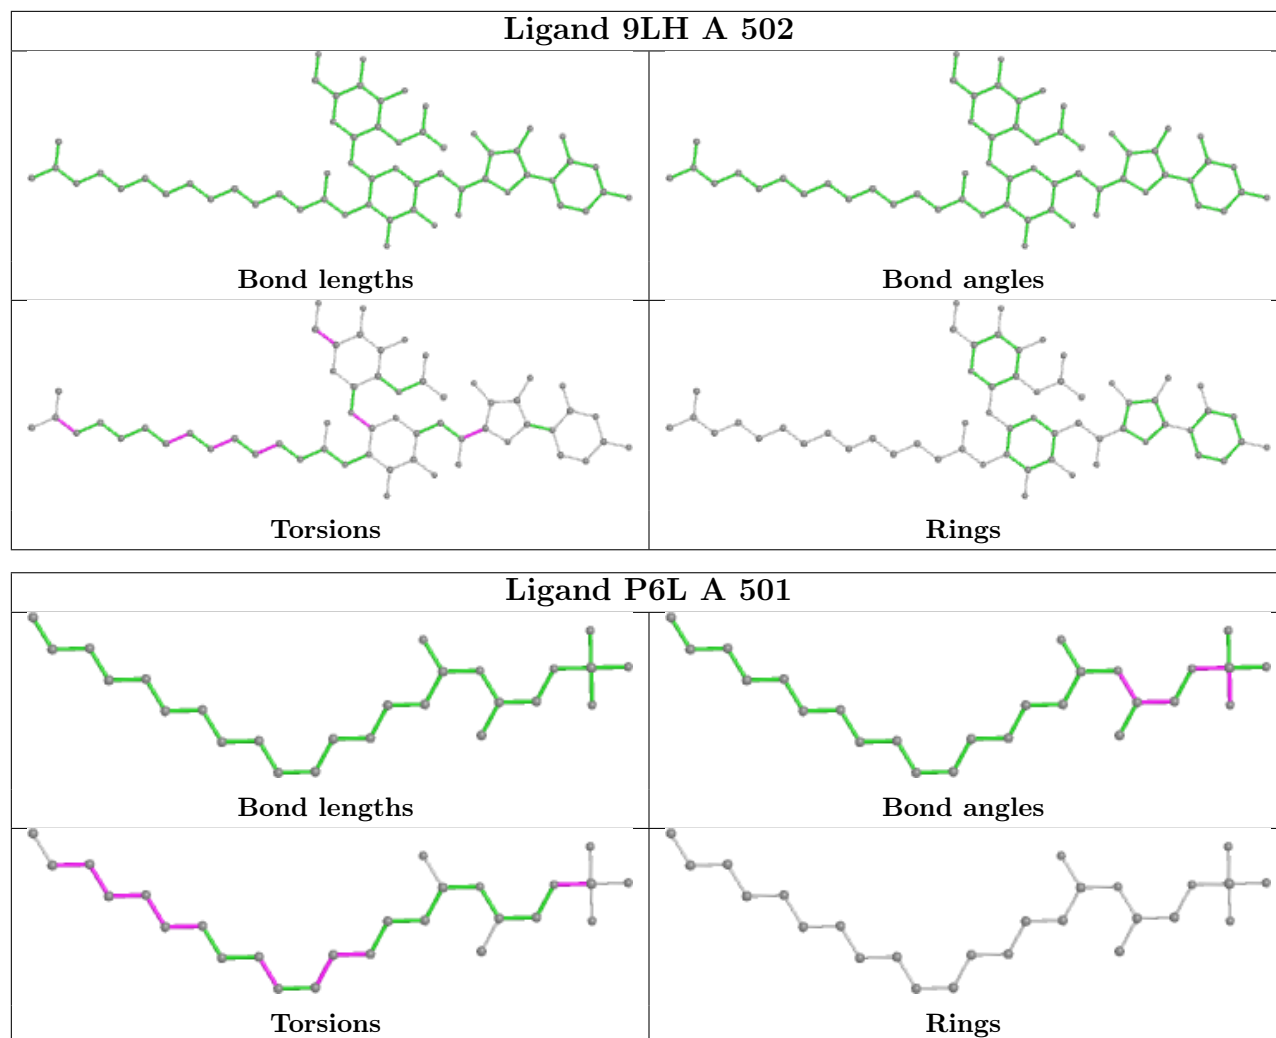 Ligand 9LH A 502
Bond lengths
Bond angles
Torsions
Rings
Ligand P6L A 501
Bond lengths
Bond angles
Torsions
Rings